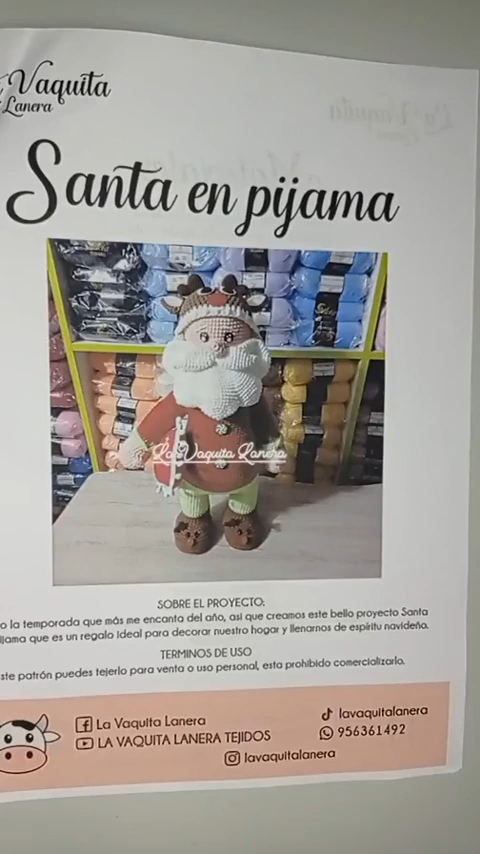 Vaquita
Lanera
Santa en pijama
La Vaquita Lanera
SOBRE EL PROYECTO:
o la temporada que más me encanta del año, asi que creamos este bello proyecto Santa
ijama que es un regalo ideal para decorar nuestro hogar y llenarnos de espíritu navideño.
TERMINOS DE USO
ste patrón puedes tejerlo para venta o uso personal, esta prohibido comercializarlo.
La Vaquita Lanera
lavaquitalanera
LA VAQUITA LANERA TEJIDOS
956361492
lavaquitalanera